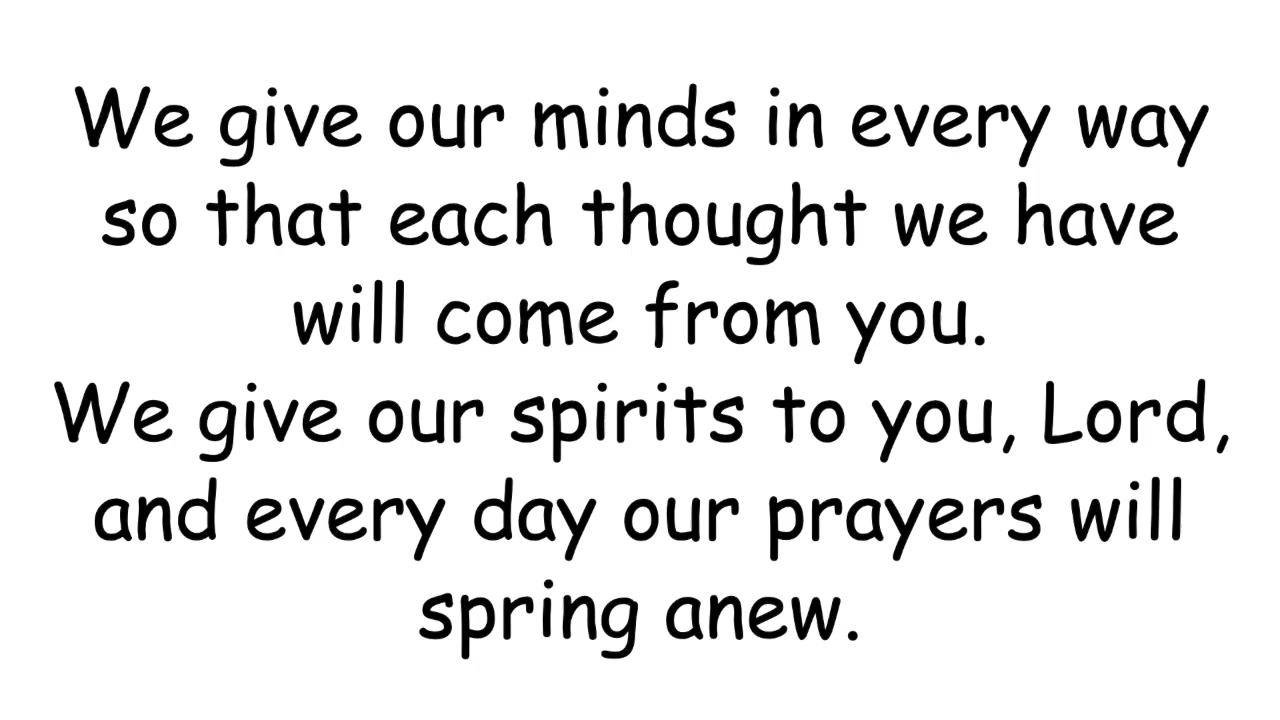 We give our minds in every way
so that each thought we have
will come from you.
We give our spirits to you, Lord,
and every day our prayers will
spring anew.